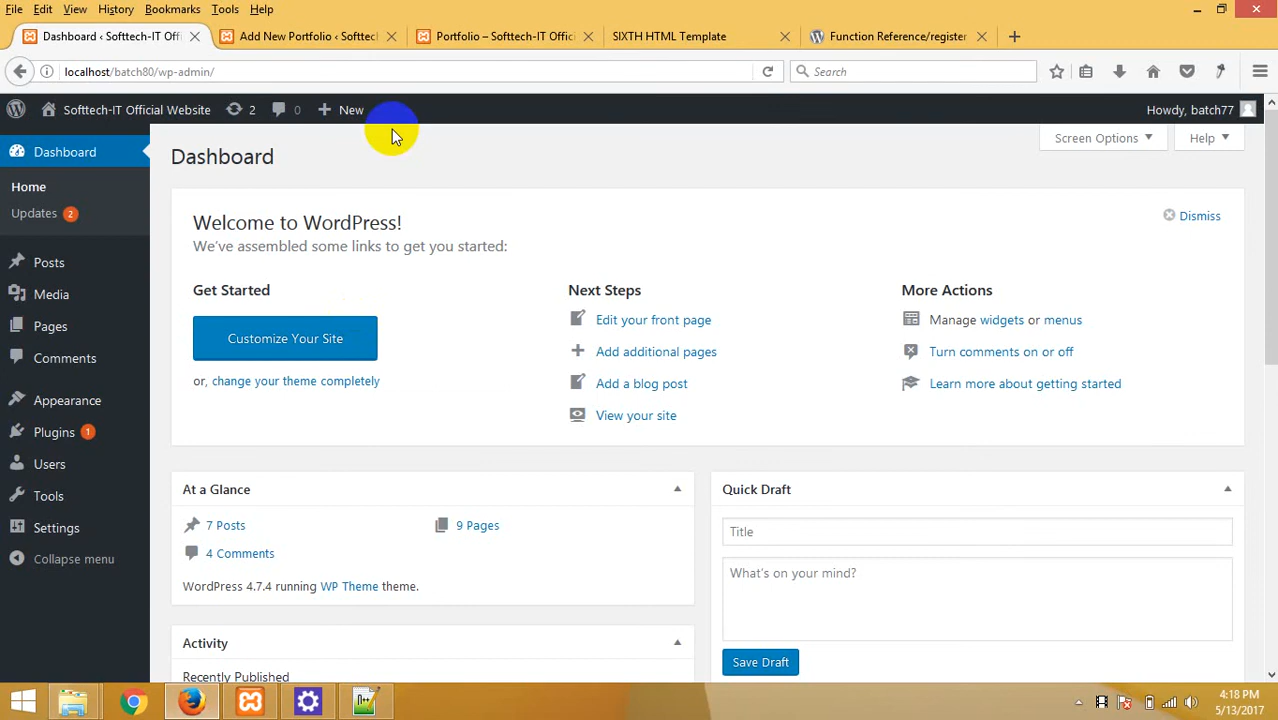 File Edit View History Bookmarks Tools Help
Dashboard ‹ Softtech-IT Offi
Add New Portfolio ‹ Softtec
Portfolio – Softtech-IT Offici
SIXTH HTML Template
Function Reference/register
localhost/batch80/wp-admin/
Search
Softtech-IT Official Website 2 0 New
Howdy, batch77
Dashboard
Home
Updates 2
Posts
Media
Pages
Comments
Appearance
Plugins 1
Users
Tools
Settings
Collapse menu
Screen Options
Help
Dashboard
Welcome to WordPress!
Dismiss
We've assembled some links to get you started:
Get Started
Customize Your Site
or, change your theme completely
Next Steps
Edit your front page
Add additional pages
Add a blog post
View your site
More Actions
Manage widgets or menus
Turn comments on or off
Learn more about getting started
At a Glance
7 Posts
9 Pages
4 Comments
WordPress 4.7.4 running WP Theme theme.
Activity
Recently Published
Quick Draft
Title
What's on your mind?
Save Draft
4:18 PM
5/13/2017